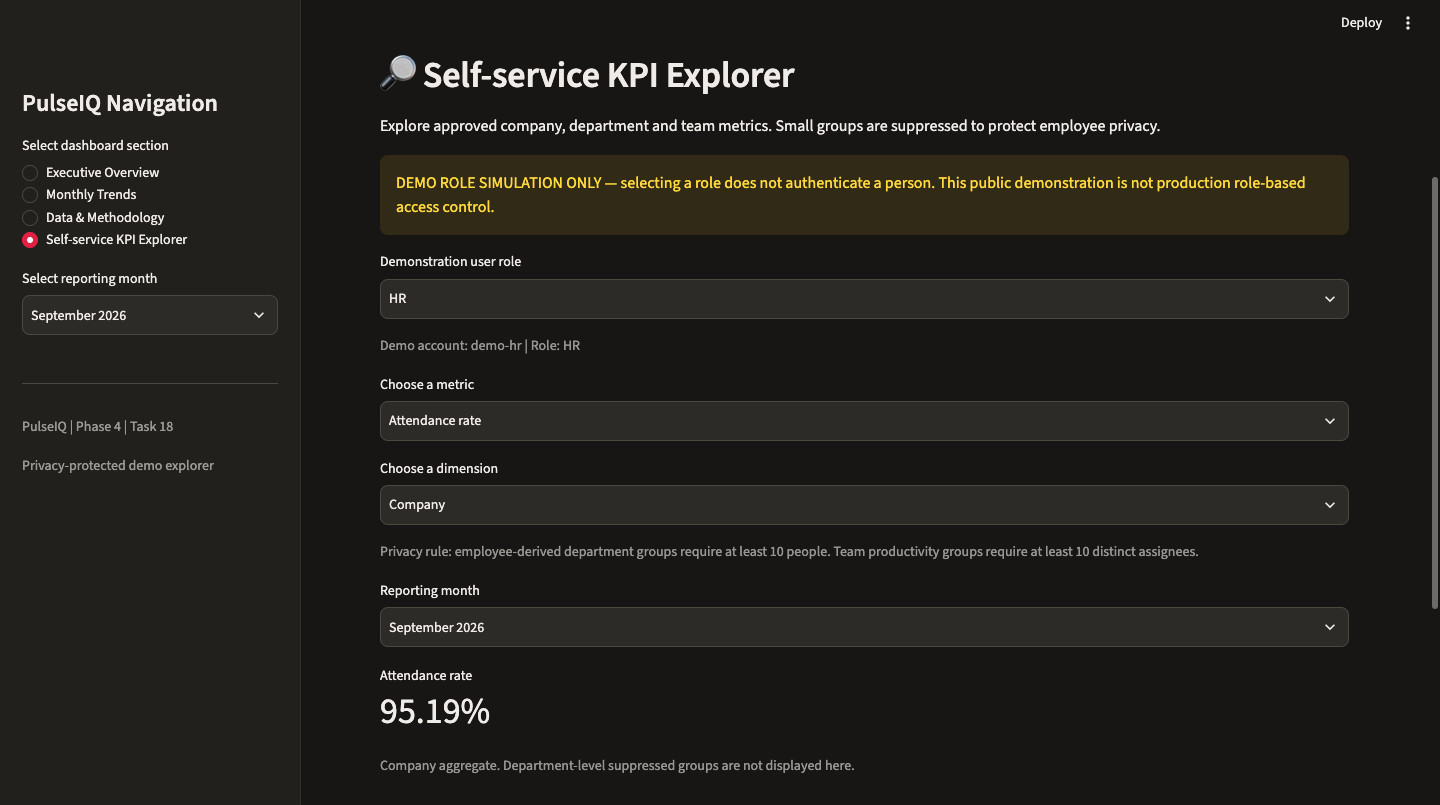 Deploy
PulseIQ Navigation
Select dashboard section
Executive Overview
Monthly Trends
Data & Methodology
Self-service KPI Explorer
Select reporting month
September 2026
PulseIQ | Phase 4 | Task 18
Privacy-protected demo explorer
Self-service KPI Explorer
Explore approved company, department and team metrics. Small groups are suppressed to protect employee privacy.
DEMO ROLE SIMULATION ONLY — selecting a role does not authenticate a person. This public demonstration is not production role-based
access control.
Demonstration user role
HR
Demo account: demo-hr | Role: HR
Choose a metric
Attendance rate
Choose a dimension
Company
Privacy rule: employee-derived department groups require at least 10 people. Team productivity groups require at least 10 distinct assignees.
Reporting month
September 2026
Attendance rate
95.19%
Company aggregate. Department-level suppressed groups are not displayed here.